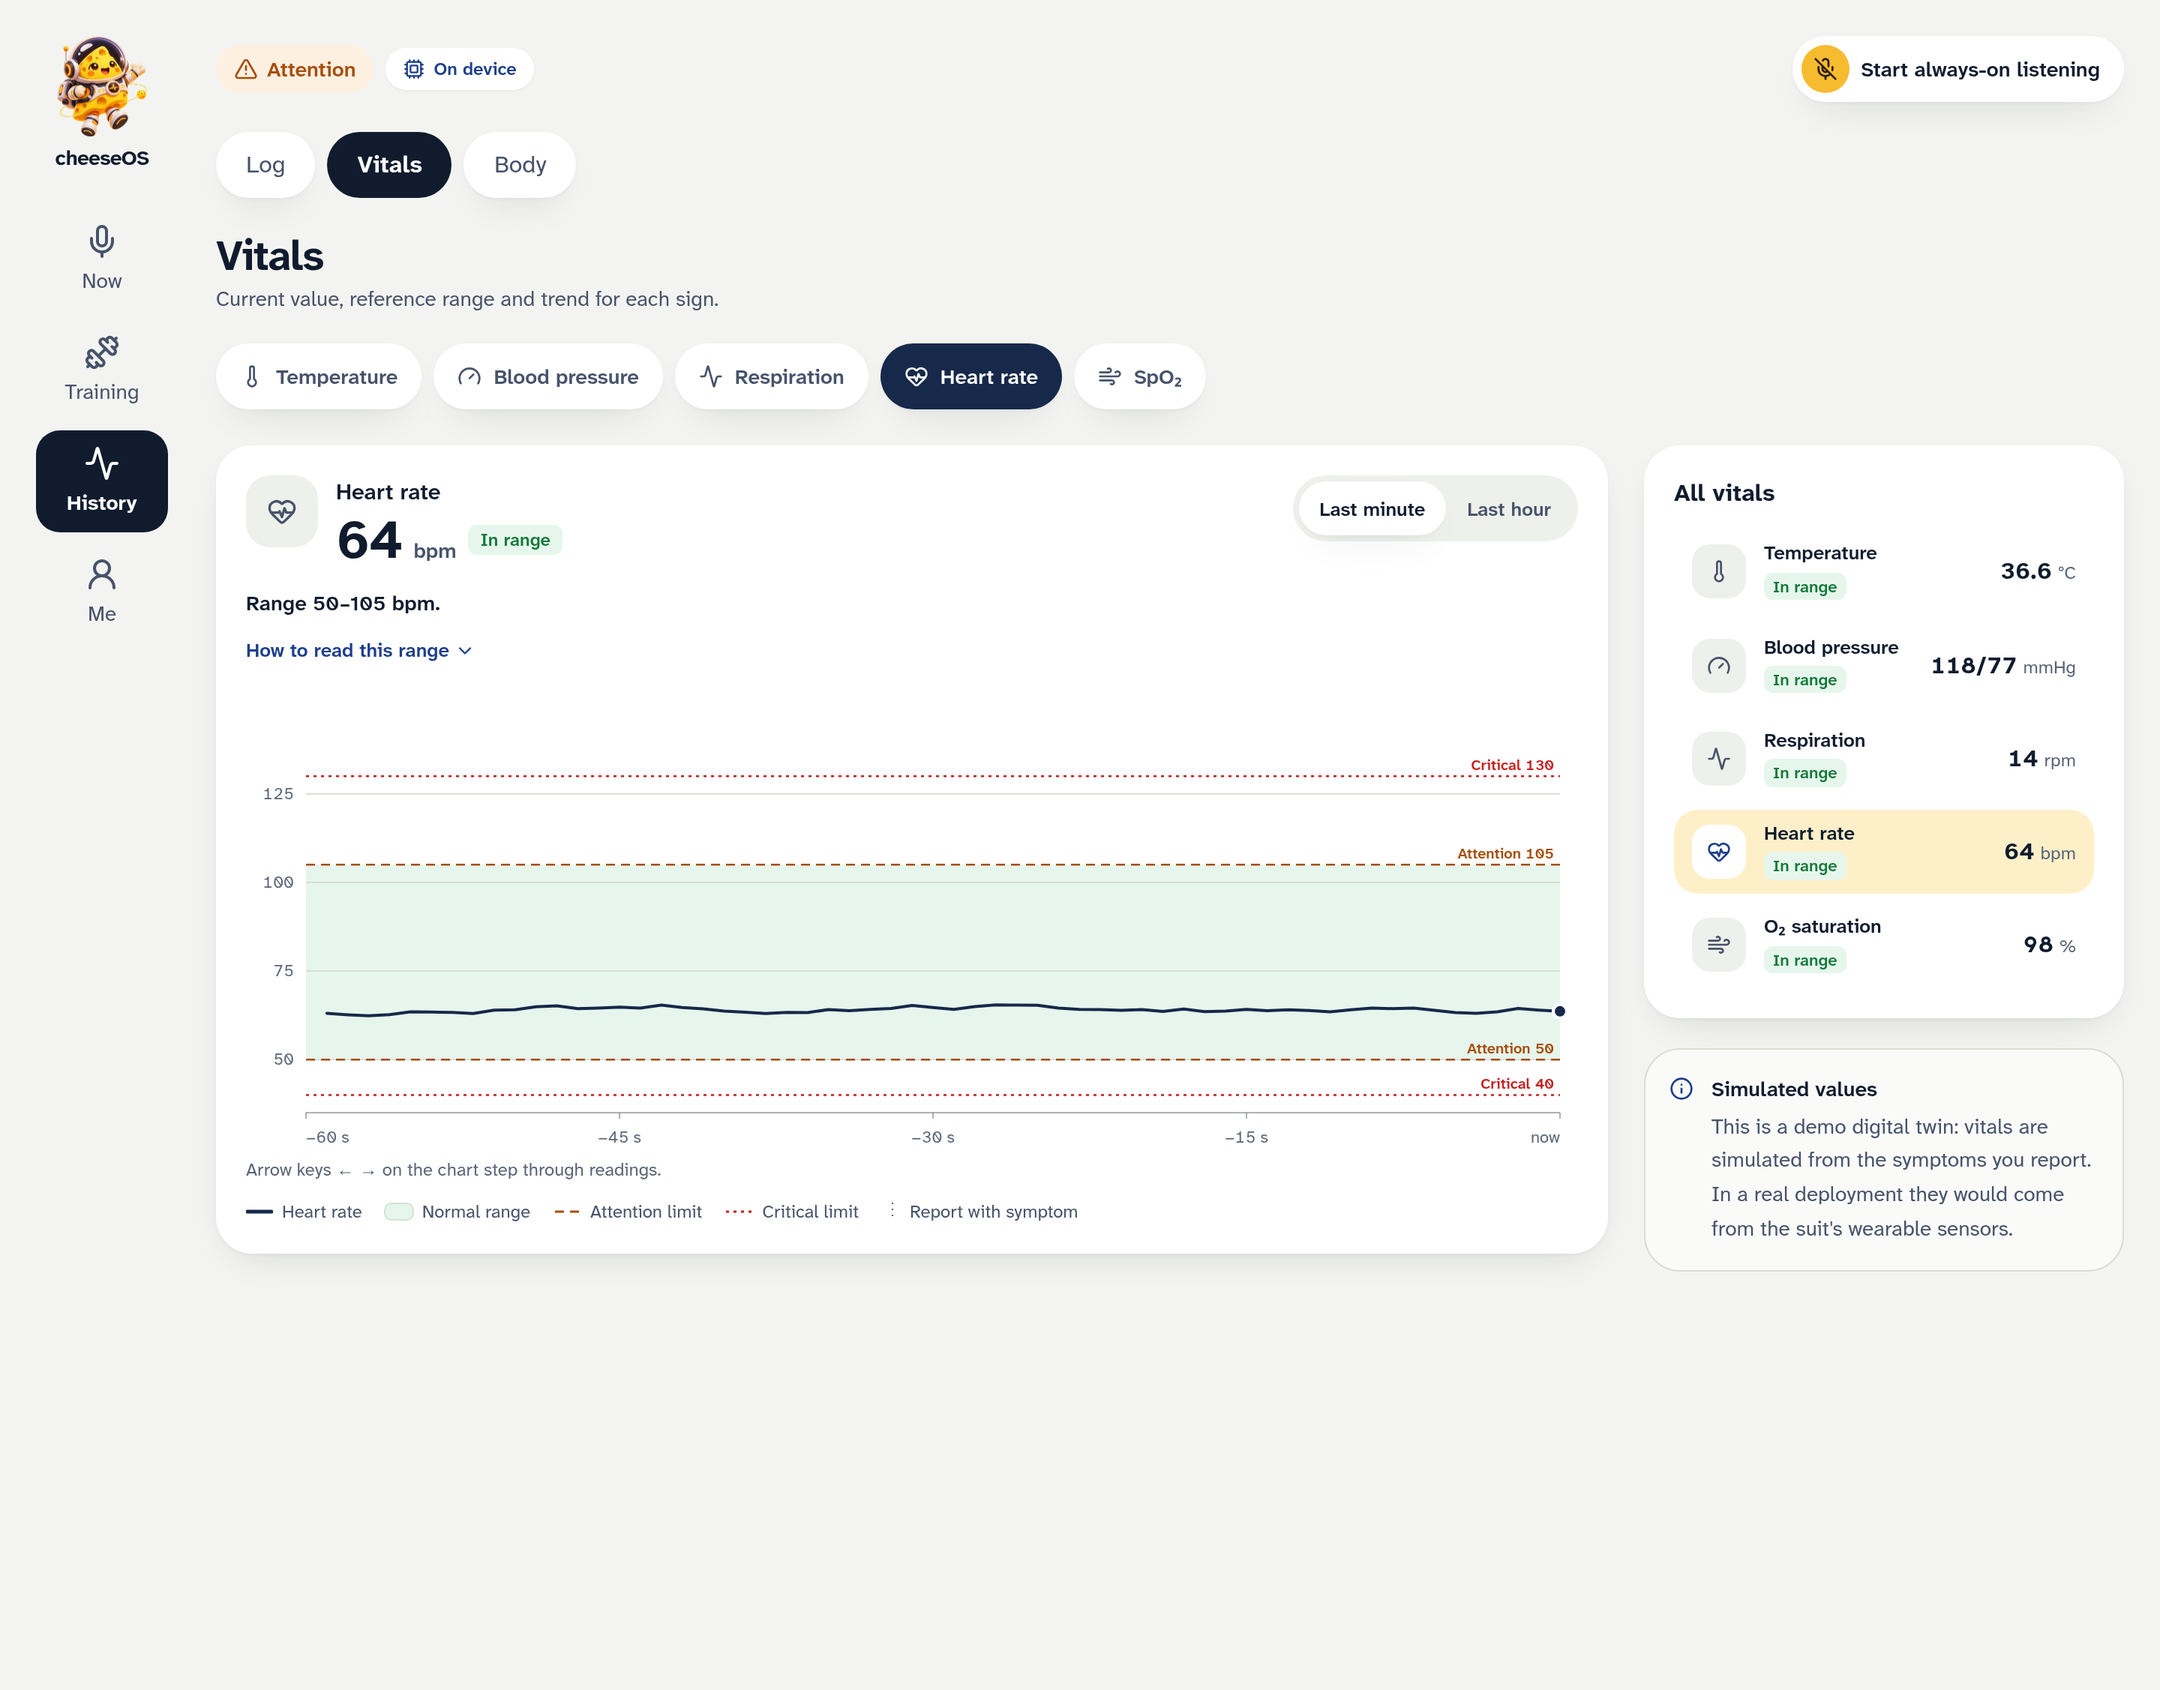 cheeseOS
Now
Training
History
Me
Attention
On device
Start always-on listening
Log
Vitals
Body
Vitals
Current value, reference range and trend for each sign.
Temperature
Blood pressure
Respiration
Heart rate
SpO₂
Heart rate
64 bpm In range
Last minute
Last hour
Range 50–105 bpm.
How to read this range
Critical 130
125
Attention 105
100
75
50
Attention 50
Critical 40
−60 s
−45 s
−30 s
−15 s
now
Arrow keys ← → on the chart step through readings.
Heart rate
Normal range
Attention limit
Critical limit
Report with symptom
All vitals
Temperature
In range
36.6 °C
Blood pressure
In range
118/77 mmHg
Respiration
In range
14 rpm
Heart rate
In range
64 bpm
O₂ saturation
In range
98 %
Simulated values
This is a demo digital twin: vitals are
simulated from the symptoms you report.
In a real deployment they would come
from the suit's wearable sensors.